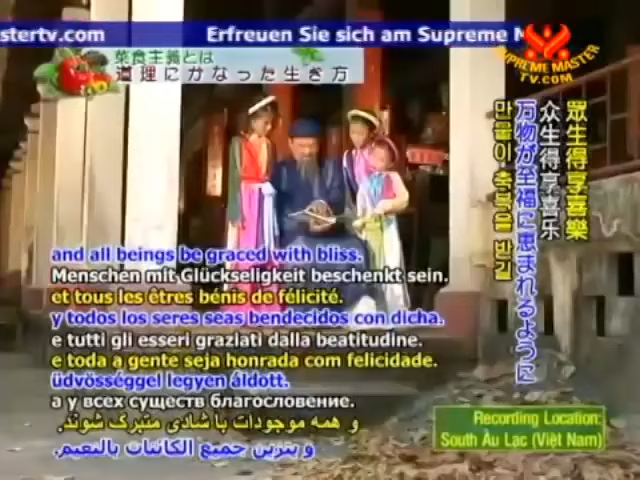 stertv.com Erfreuen Sie sich am Supreme M
SUPREME MASTER
TV.COM
菜食主義とは
道理にかなった生き方
眾生得享喜樂
众生得享喜乐
万物が至福に恵まれるように
만물이 축복을 받길
and all beings be graced with bliss.
Menschen mit Glückseligkeit beschenkt sein.
et tous les êtres bénis de félicité.
y todos los seres seas bendecidos con dicha.
e tutti gli esseri graziati dalla beatitudine.
e toda a gente seja honrada com felicidade.
üdvösséggel legyen áldott.
а у всех существ благословение.
و همه موجودات با شادی متبرک شوند.
و يتزين جميع الكائنات بالنعيم.
Recording Location:
South Âu Lạc (Việt Nam)